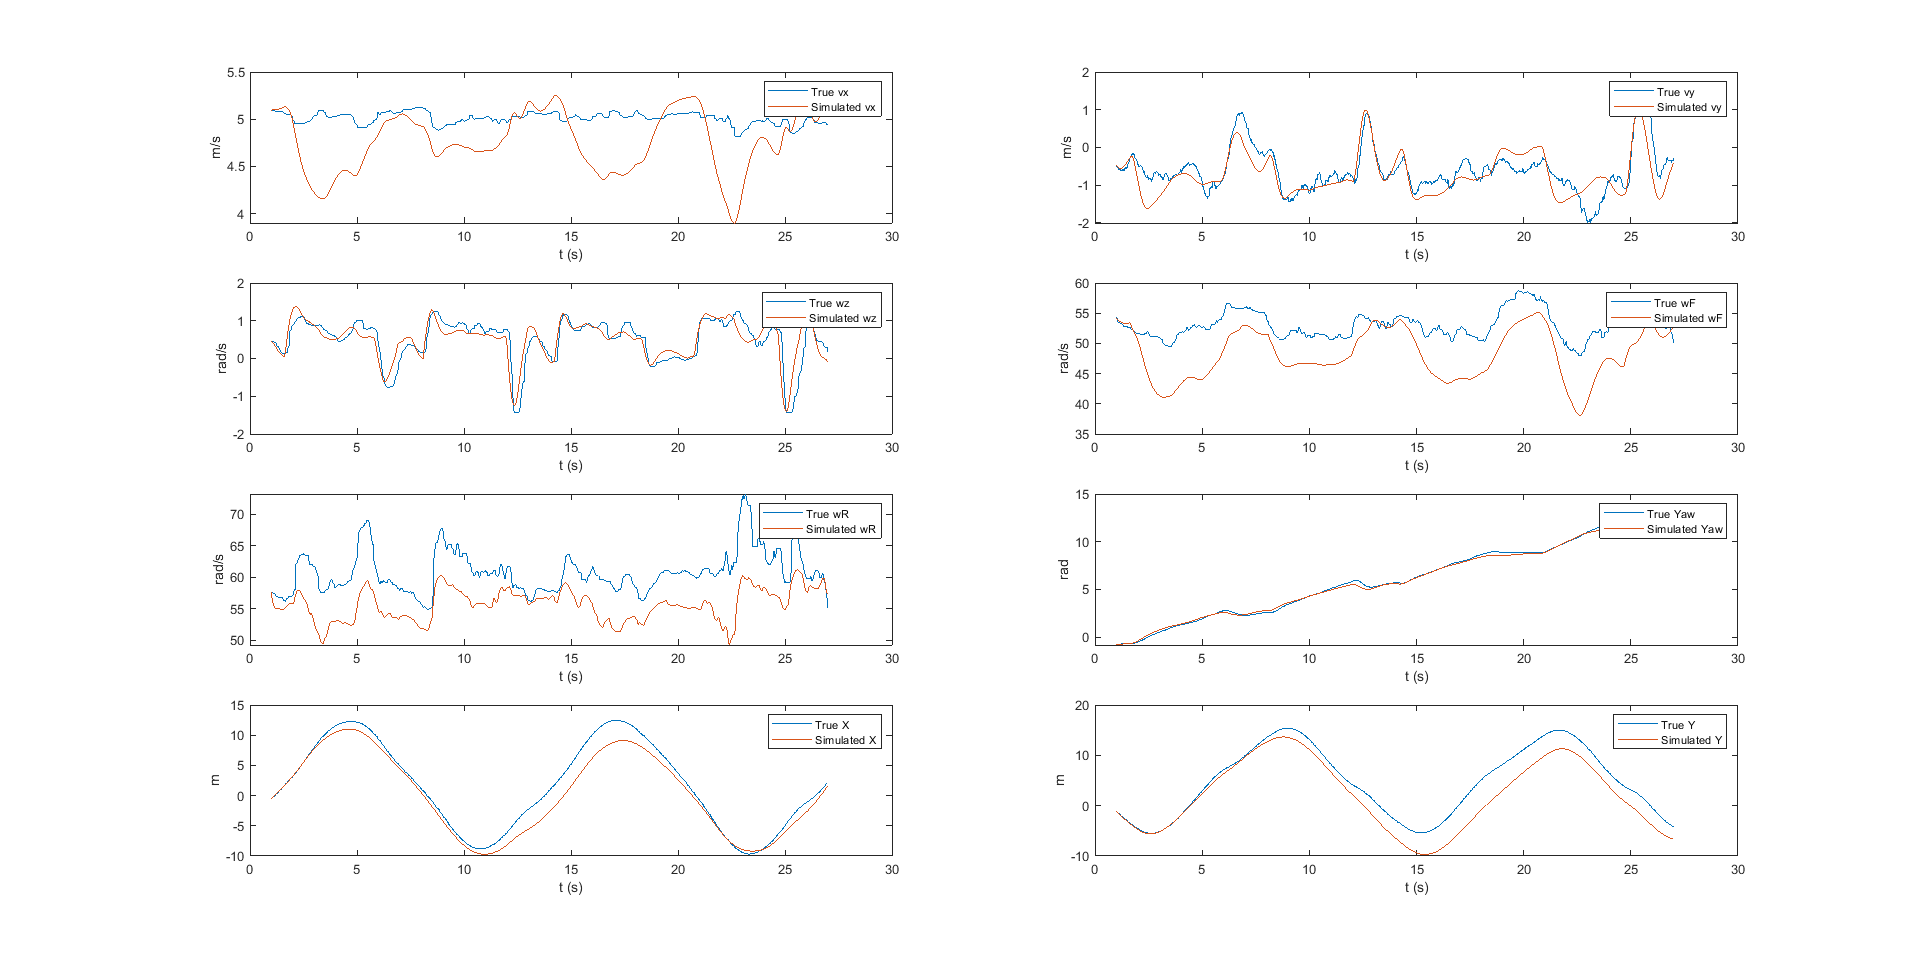 5.5
5
4.5
4
m/s
0 5 10 15 20 25 30
t (s)
True vx
Simulated vx
2
1
0
-1
-2
m/s
0 5 10 15 20 25 30
t (s)
True vy
Simulated vy
2
1
0
-1
-2
rad/s
0 5 10 15 20 25 30
t (s)
True wz
Simulated wz
60
55
50
45
40
35
rad/s
0 5 10 15 20 25 30
t (s)
True wF
Simulated wF
70
65
60
55
50
rad/s
0 5 10 15 20 25 30
t (s)
True wR
Simulated wR
15
10
5
0
rad
0 5 10 15 20 25 30
t (s)
True Yaw
Simulated Yaw
15
10
5
0
-5
-10
m
0 5 10 15 20 25 30
t (s)
True X
Simulated X
20
10
0
-10
m
0 5 10 15 20 25 30
t (s)
True Y
Simulated Y